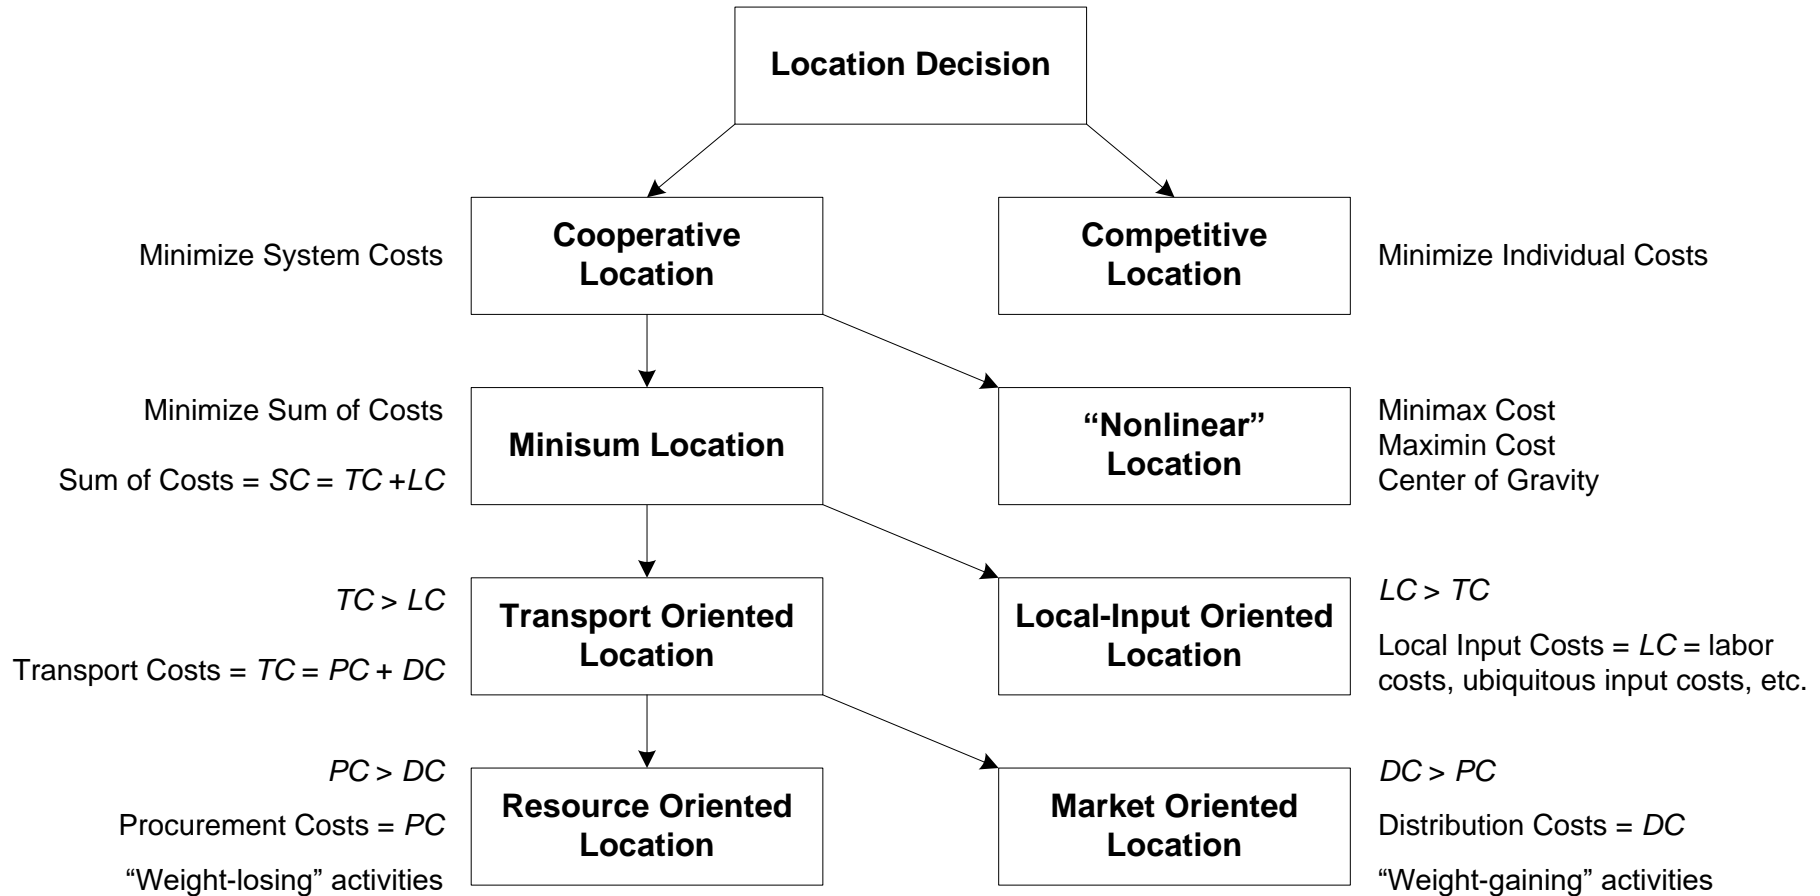 Location Decision
Minimize System Costs
Cooperative
Location
Competitive
Location
Minimize Individual Costs
Minimize Sum of Costs
Sum of Costs = SC = TC +LC
Minisum Location
“Nonlinear”
Location
Minimax Cost
Maximin Cost
Center of Gravity
TC > LC
Transport Costs = TC = PC + DC
Transport Oriented
Location
Local-Input Oriented
Location
LC > TC
Local Input Costs = LC = labor
costs, ubiquitous input costs, etc.
PC > DC
Procurement Costs = PC
“Weight-losing” activities
Resource Oriented
Location
Market Oriented
Location
DC > PC
Distribution Costs = DC
“Weight-gaining” activities